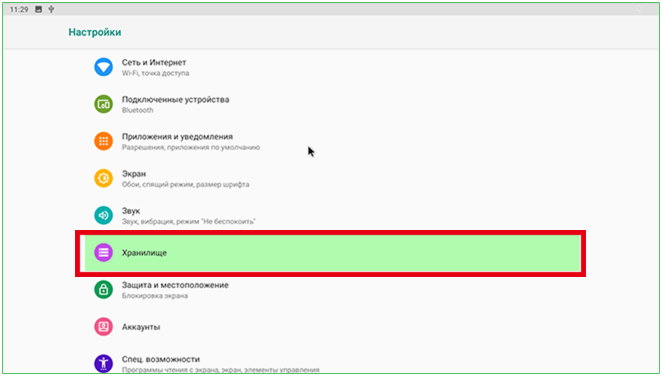 11:29
Настройки
Сеть и Интернет
Wi-Fi, точка доступа
Подключенные устройства
Bluetooth
Приложения и уведомления
Разрешения, приложения по умолчанию
Экран
Обои, спящий режим, размер шрифта
Звук
Звук, вибрация, режим "Не беспокоить"
Хранилище
Защита и местоположение
Блокировка экрана
Аккаунты
Спец. возможности
Программы чтения с экрана, экран, элементы управления